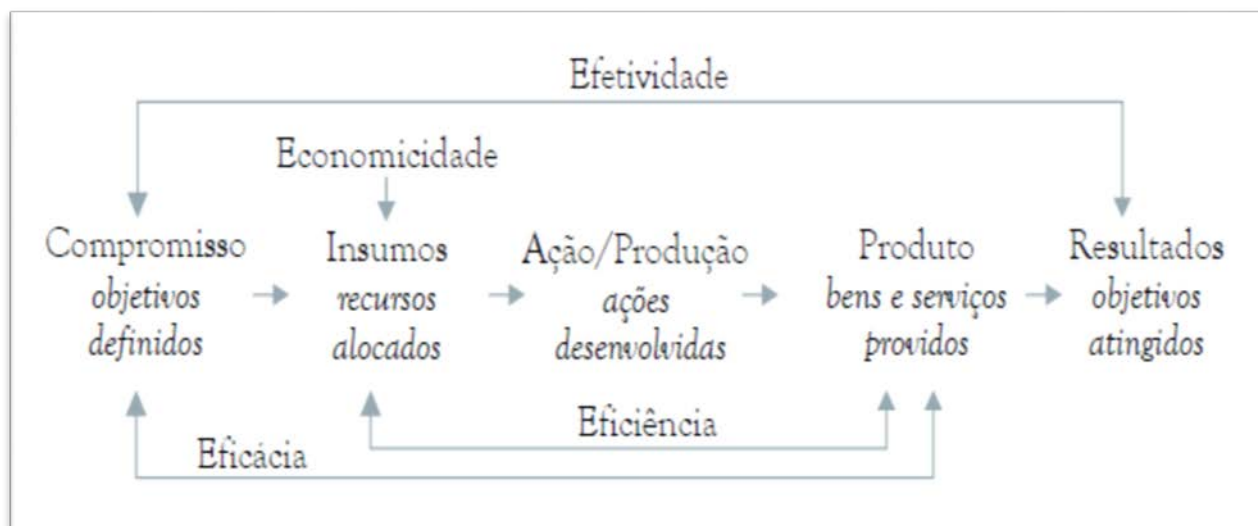 Efetividade
Economicidade
Compromisso
objetivos
definidos
Insumos
recursos
alocados
Ação/Produção
ações
desenvolvidas
Produto
bens e serviços
providos
Resultados
objetivos
atingidos
Eficiência
Eficácia